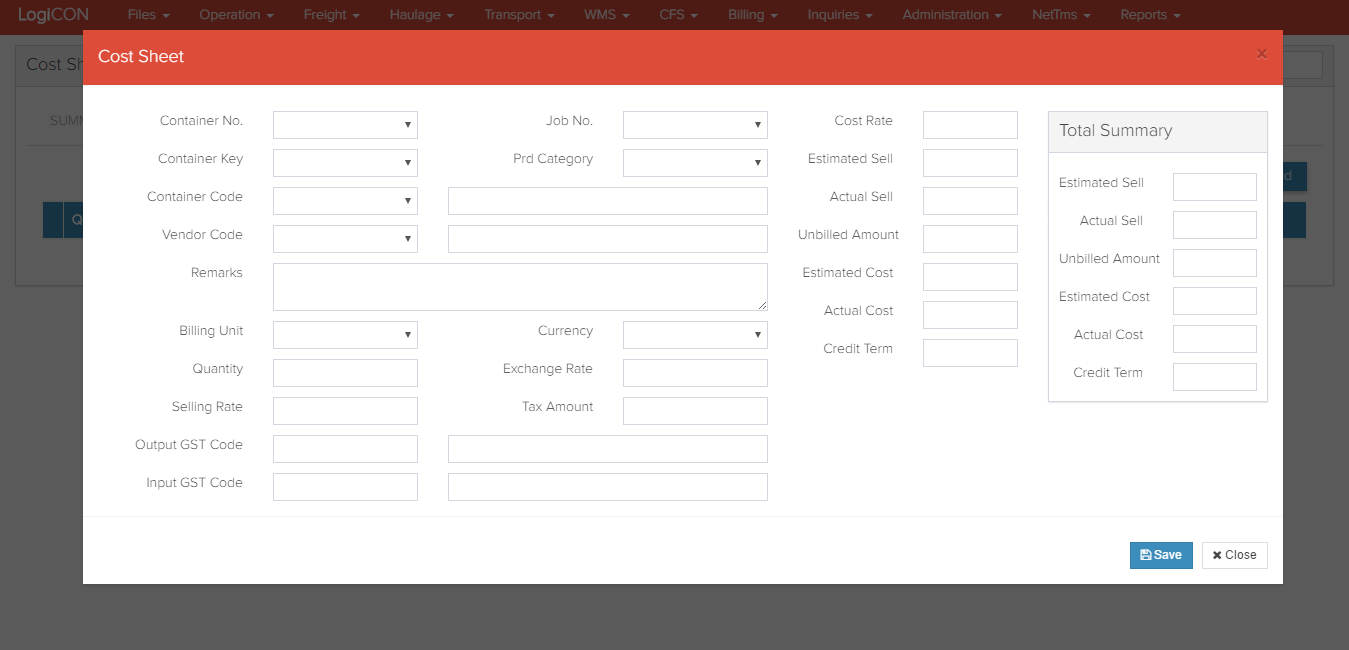 LogiCON Files Operation Freight Haulage Transport WMS CFS Billing Inquiries Administration NetTms Reports
Cost Sheet ×
Cost Sh
SUMM
Q
d
Container No.
Job No.
Cost Rate
Total Summary
Container Key
Prd Category
Estimated Sell
Estimated Sell
Container Code
Actual Sell
Actual Sell
Vendor Code
Unbilled Amount
Unbilled Amount
Remarks
Estimated Cost
Estimated Cost
Actual Cost
Actual Cost
Billing Unit
Currency
Credit Term
Credit Term
Quantity
Exchange Rate
Selling Rate
Tax Amount
Output GST Code
Input GST Code
Save
Close